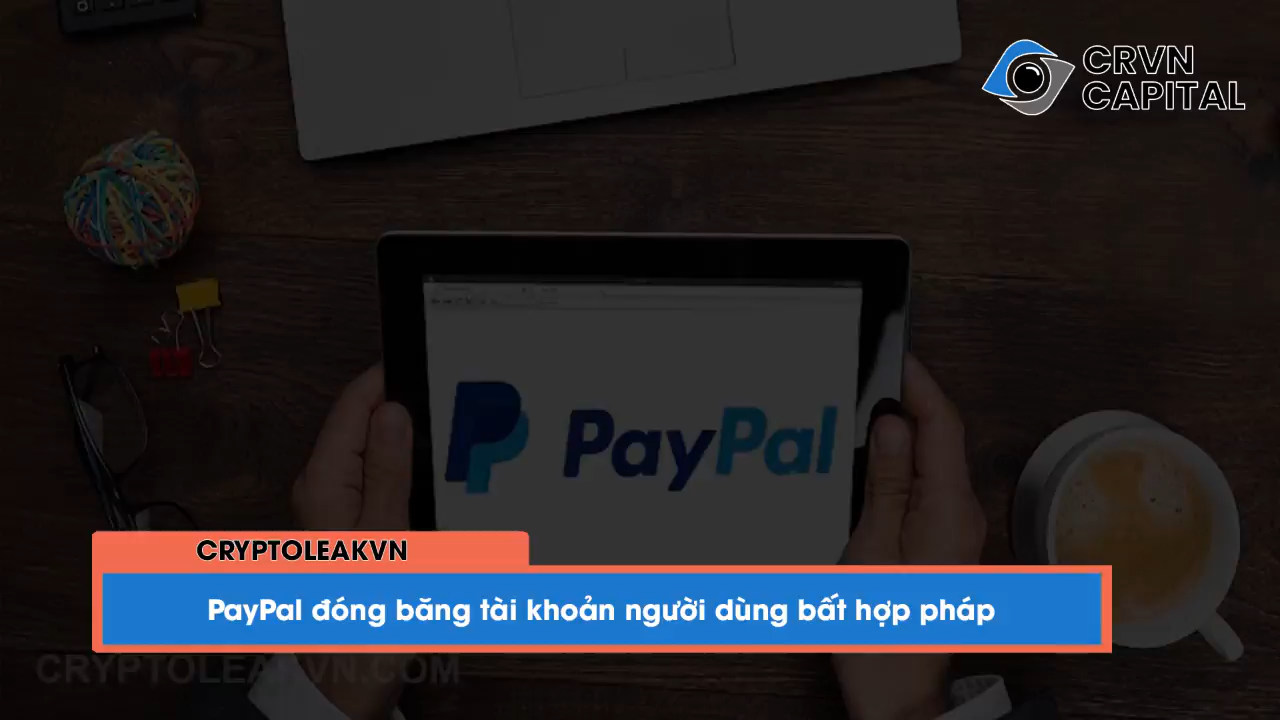 CRVN
CAPITAL
PayPal
CRYPTOLEAKVN
PayPal đóng băng tài khoản người dùng bất hợp pháp
CRYPTOLEAKVN.COM